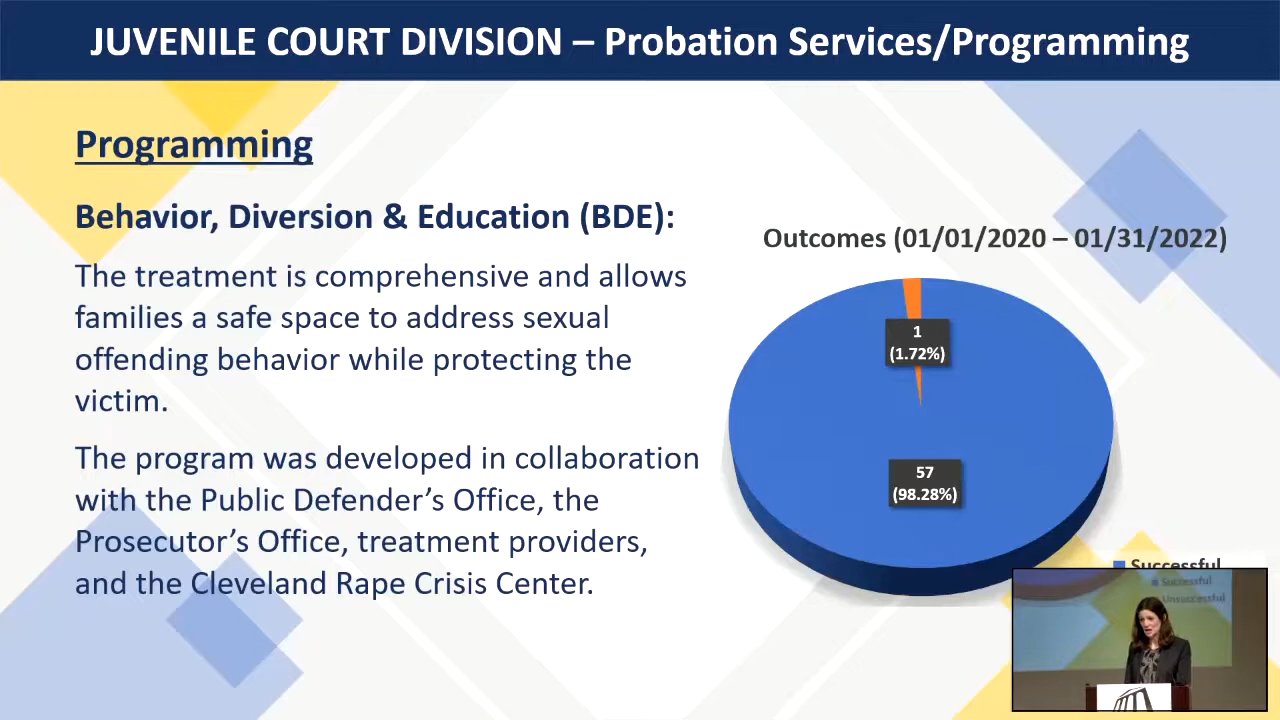 JUVENILE COURT DIVISION – Probation Services/Programming
Programming
Behavior, Diversion & Education (BDE):
The treatment is comprehensive and allows
families a safe space to address sexual
offending behavior while protecting the
victim.
The program was developed in collaboration
with the Public Defender’s Office, the
Prosecutor’s Office, treatment providers,
and the Cleveland Rape Crisis Center.
Outcomes (01/01/2020 – 01/31/2022)
1
(1.72%)
57
(98.28%)
Successful
Successful
Unsuccessful